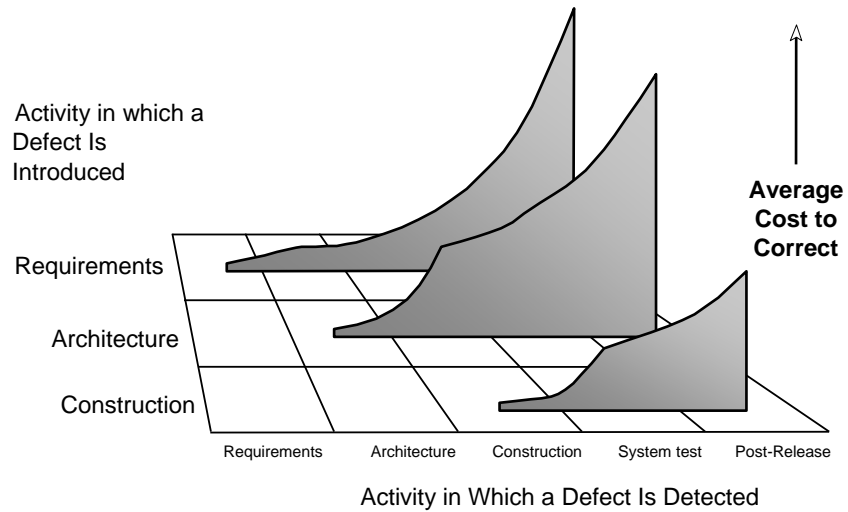 Activity in which a
Defect Is
Introduced
Average
Cost to
Correct
Requirements
Architecture
Construction
Requirements Architecture Construction System test Post-Release
Activity in Which a Defect Is Detected